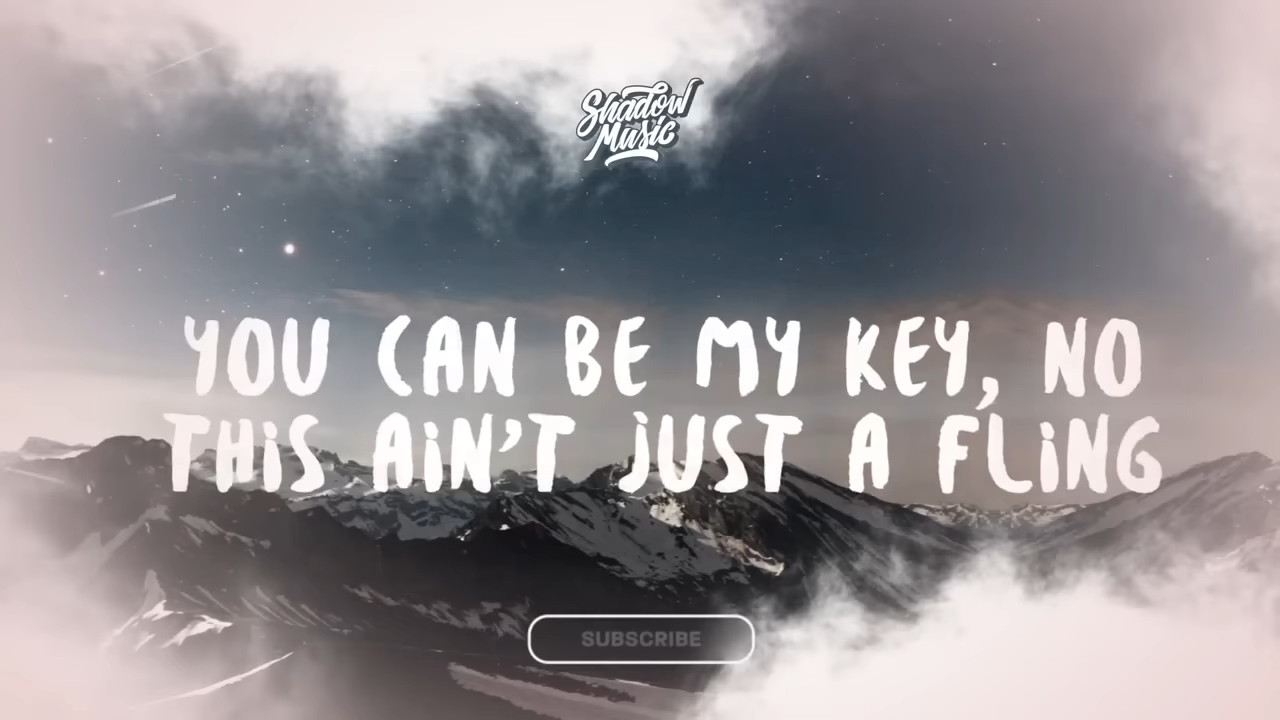 Shadow
Music
YOU CAN BE MY KEY, NO
THiS AiN'T JUST A FLiNG
SUBSCRIBE